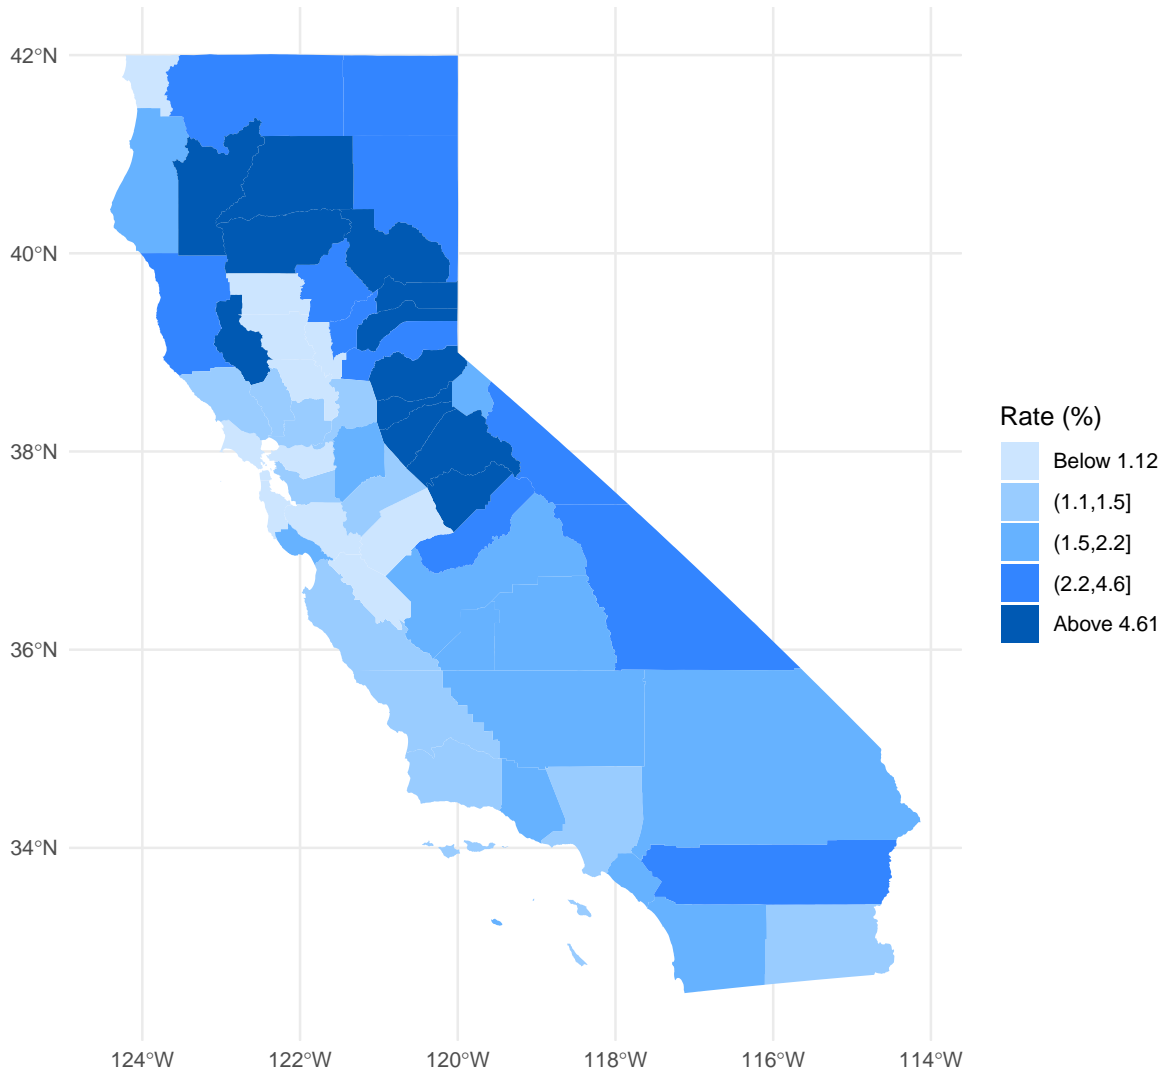 42°N
40°N
38°N
36°N
34°N
124°W
122°W
120°W
118°W
116°W
114°W
Rate (%)
Below 1.12
(1.1,1.5]
(1.5,2.2]
(2.2,4.6]
Above 4.61